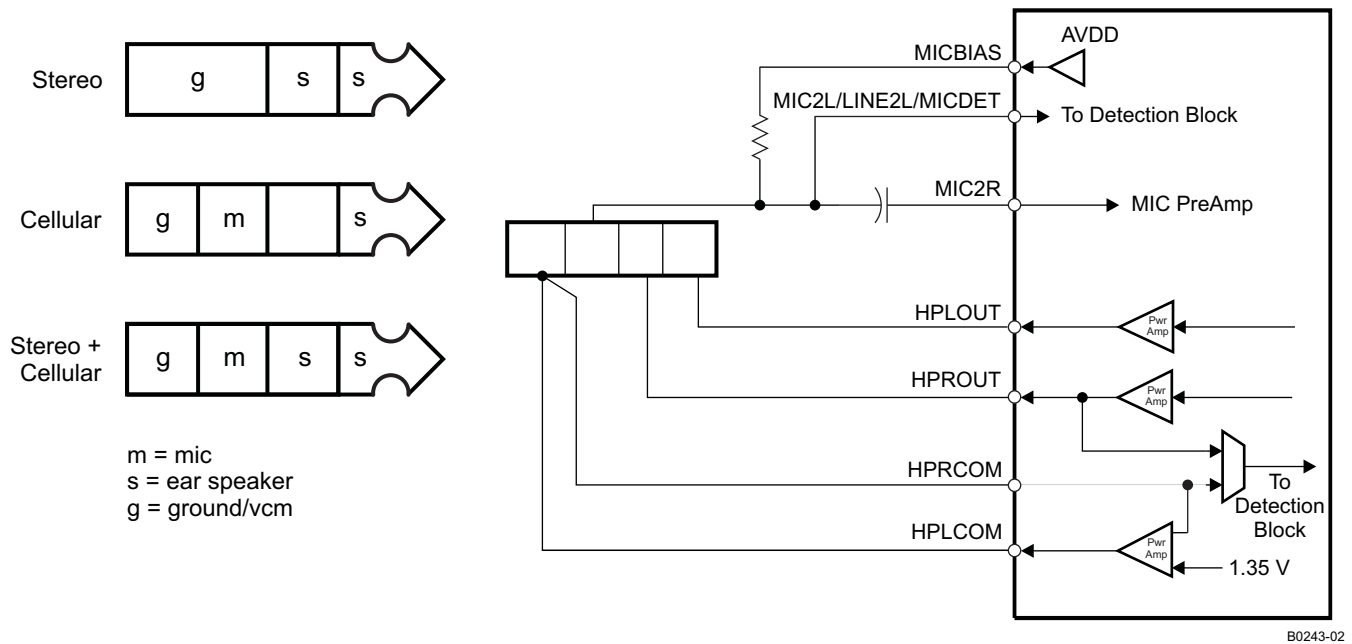 Stereo
g s s
Cellular
g m s
Stereo +
Cellular
g m s s
m = mic
s = ear speaker
g = ground/vcm
MICBIAS
AVDD
MIC2L/LINE2L/MICDET
To Detection Block
MIC2R
MIC PreAmp
HPLOUT
Pwr
Amp
HPROUT
Pwr
Amp
HPRCOM
To
Detection
Block
HPLCOM
Pwr
Amp
1.35 V
B0243-02